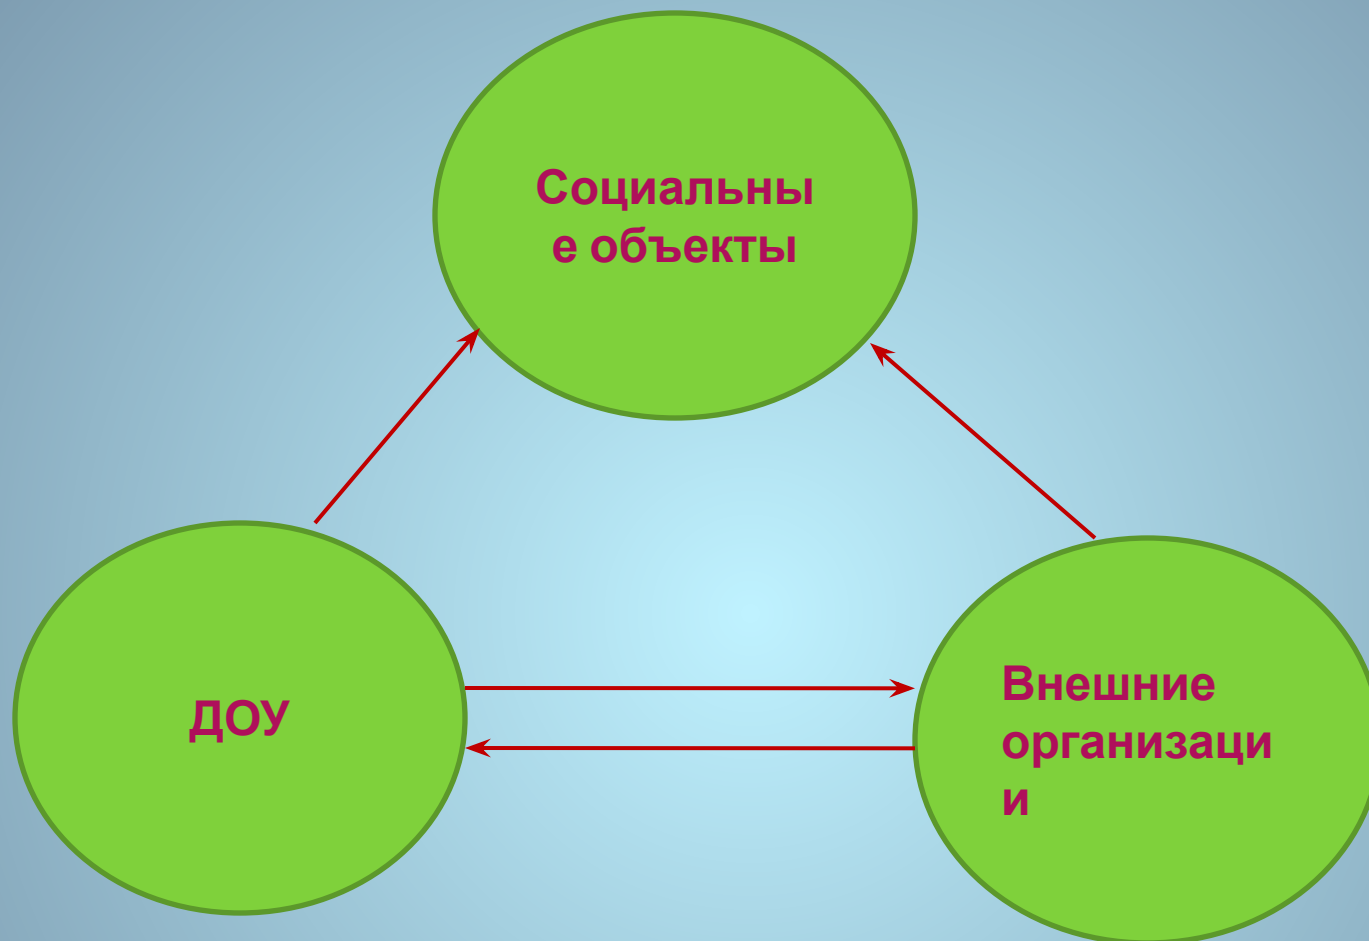 Социальны
е объекты
ДОУ
Внешние
организаци
и